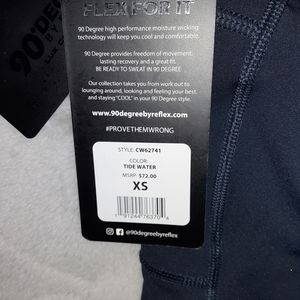 FLEX FOR IT
90 Degree high performance moisture wicking
technology will keep you cool and comfortable.
90 Degree provides freedom of movement,
lasting recovery and a great fit.
BE READY TO SWEAT IN 90 DEGREE
Our collection takes you from work out to
lounging around, looking and feeling your best,
and staying "COOL" in your 90 Degree style.
www.90degreebyreflex.com
#PROVETHEMWRONG
STYLE: CW62741
COLOR:
TIDE WATER
MSRP: $72.00
XS
@90degreebyreflex
90°DEGREE
BY